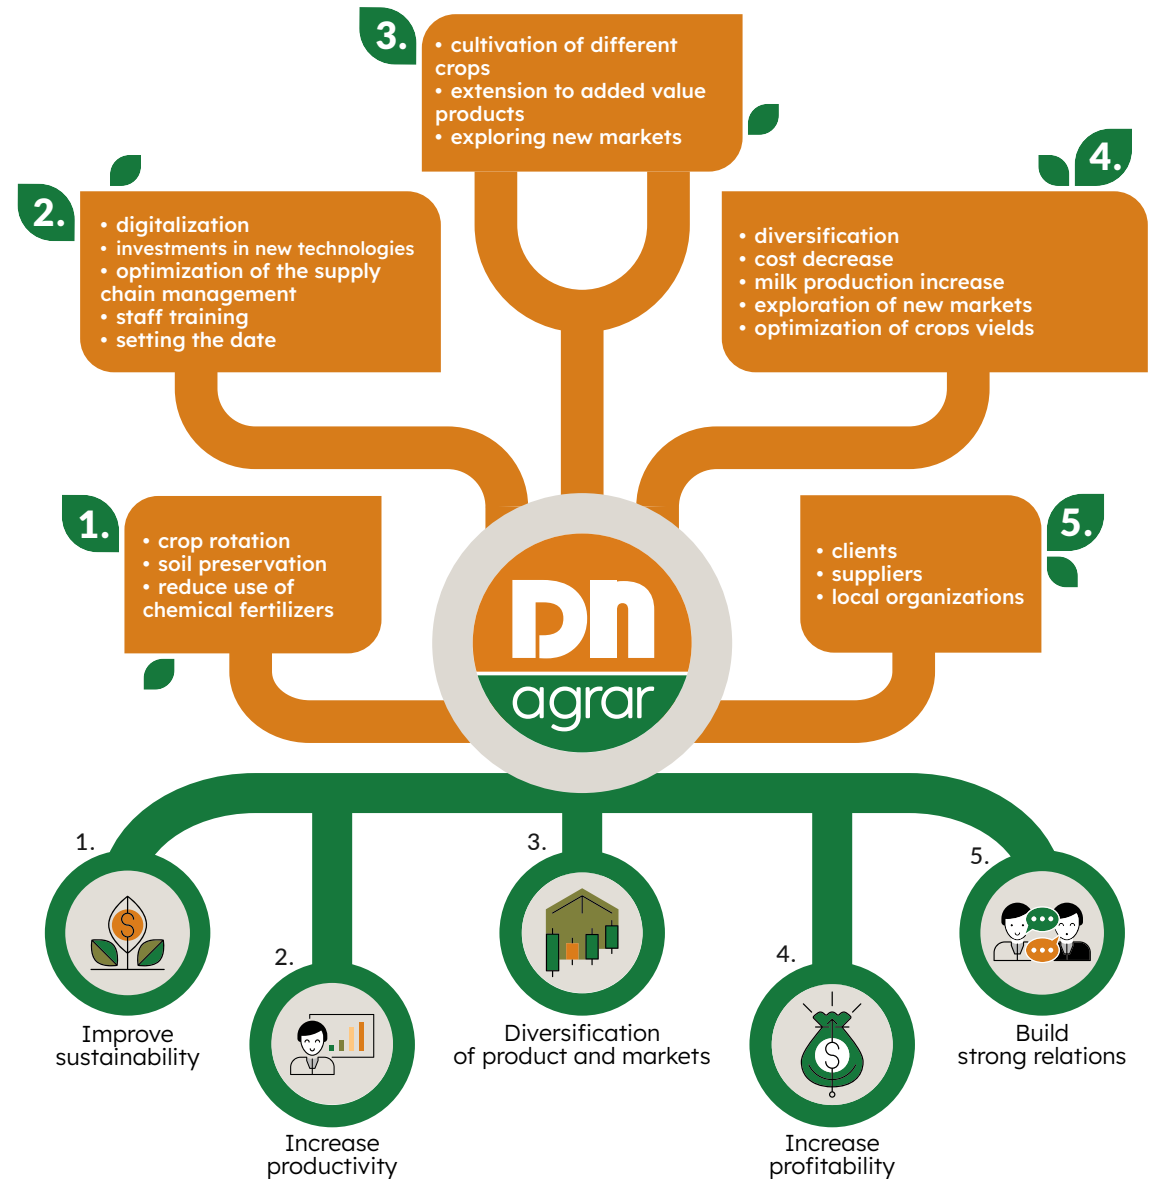 3.
• cultivation of different
crops
• extension to added value
products
• exploring new markets
2.
• digitalization
• investments in new technologies
• optimization of the supply
chain management
• staff training
• setting the date
4.
• diversification
• cost decrease
• milk production increase
• exploration of new markets
• optimization of crops yields
1.
• crop rotation
• soil preservation
• reduce use of
chemical fertilizers
5.
• clients
• suppliers
• local organizations
Dn
agrar
1.
Improve
sustainability
2.
Increase
productivity
3.
Diversification
of product and markets
4.
Increase
profitability
5.
Build
strong relations